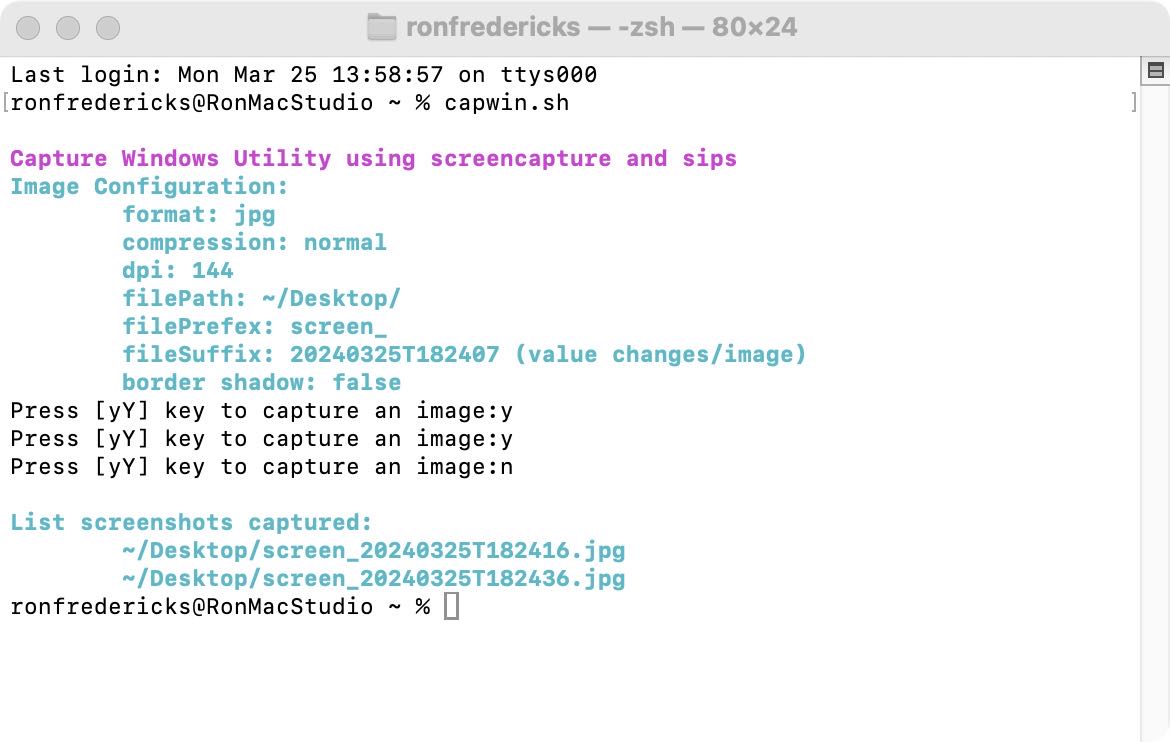 ronfredericks — -zsh — 80×24
Last login: Mon Mar 25 13:58:57 on ttys000
[ronfredericks@RonMacStudio ~ % capwin.sh ]
Capture Windows Utility using screencapture and sips
Image Configuration:
format: jpg
compression: normal
dpi: 144
filePath: ~/Desktop/
filePrefex: screen_
fileSuffix: 20240325T182407 (value changes/image)
border shadow: false
Press [yY] key to capture an image:y
Press [yY] key to capture an image:y
Press [yY] key to capture an image:n
List screenshots captured:
~/Desktop/screen_20240325T182416.jpg
~/Desktop/screen_20240325T182436.jpg
ronfredericks@RonMacStudio ~ %